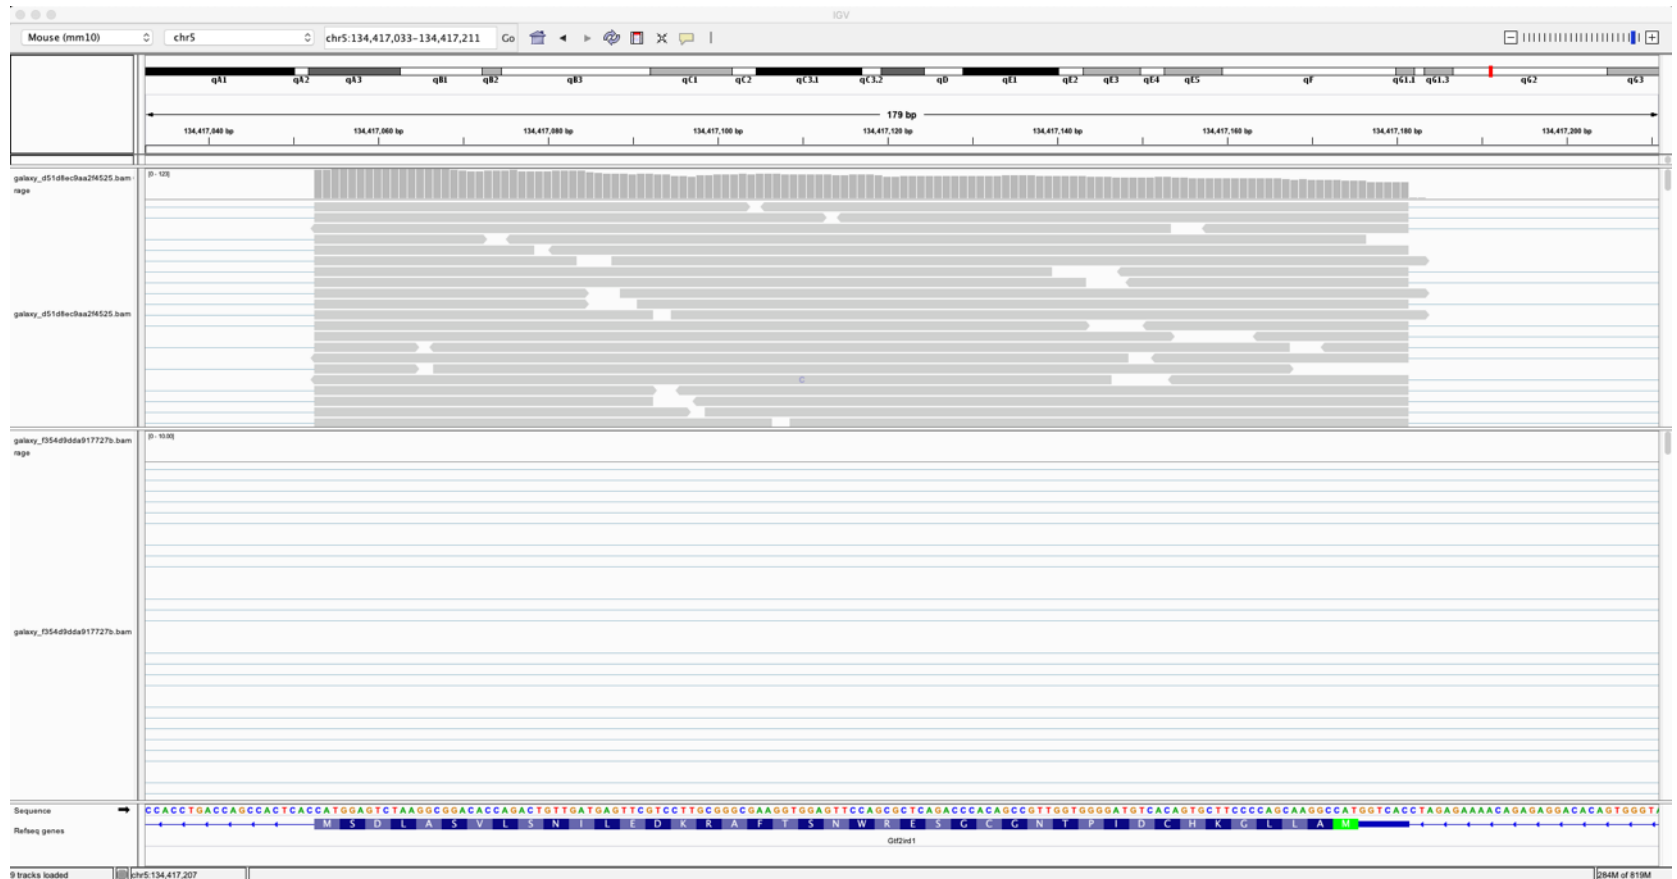 IGV
Mouse (mm10) chr5 chr5:134,417,033-134,417,211 Go
qA1 qA2 qA3 qB1 qB2 qB3 qC1 qC2 qC3.1 qC3.2 qD qE1 qE2 qE3 qE4 qE5 qF qG1.1 qG1.3 qG2 qG3
179 bp
134,417,040 bp 134,417,060 bp 134,417,080 bp 134,417,100 bp 134,417,120 bp 134,417,140 bp 134,417,160 bp 134,417,180 bp 134,417,200 bp
galaxy_d51d8ec9aa2f4525.bam
rage
[0 - 123]
galaxy_d51d8ec9aa2f4525.bam
C
galaxy_f354d9dda917727b.bam
rage
[0 - 10.00]
galaxy_f354d9dda917727b.bam
Sequence
CCACCTGACCAGCCACTCACCATGGAGTCTAAGGCGGACACCAGACTGTTGATGAGTTCGTCCTTGCGGGCGAAGGTGGAGTTCCAGCGCTCAGACCCACAGCCGTTGGTGGGGATGTCACAGTGCTTCCCCAGCAAGGCCATGGTCACCTAGAGAAAACAGAGAGGACACAGTGGGT
Refseq genes
M S D L A S V L S N I L E D K R A F T S N W R E S G C G N T P I D C H K G L L A M
Gtf2ird1
9 tracks loaded chr5:134,417,207 284M of 819M